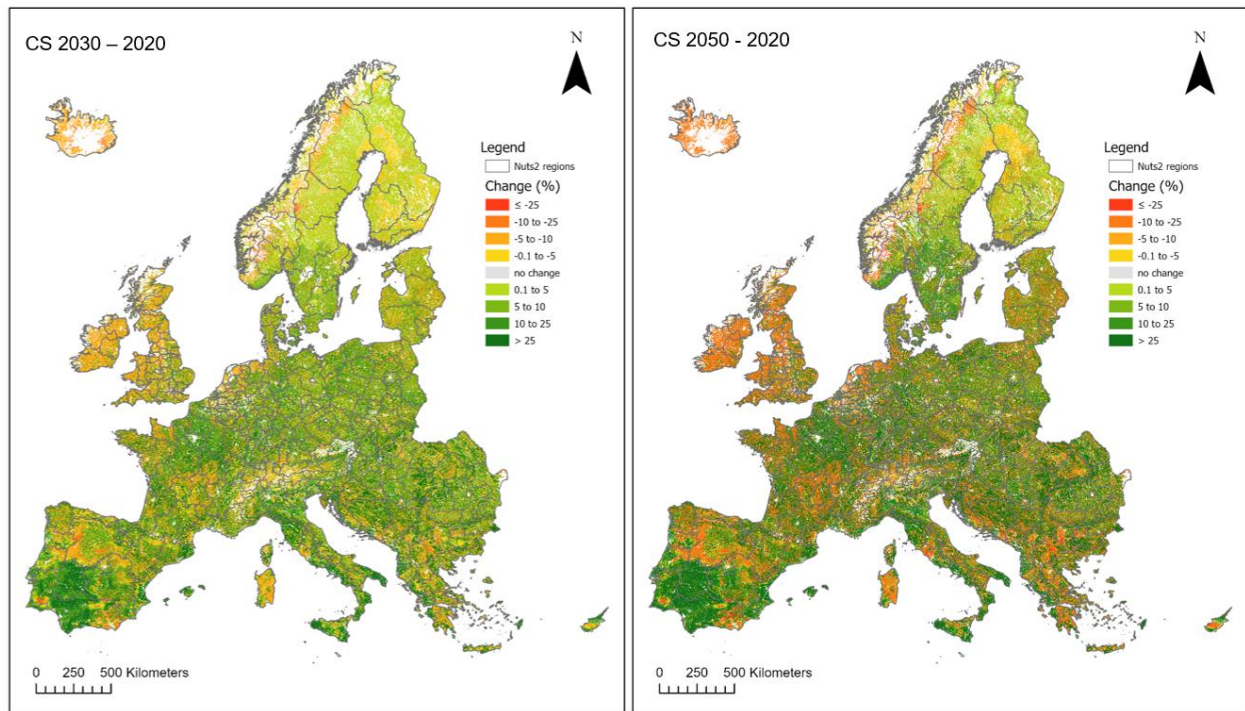 CS 2030 – 2020
N
Legend
Nuts2 regions
Change (%)
≤ -25
-10 to -25
-5 to -10
-0.1 to -5
no change
0.1 to 5
5 to 10
10 to 25
> 25
0 250 500 Kilometers
CS 2050 - 2020
N
Legend
Nuts2 regions
Change (%)
≤ -25
-10 to -25
-5 to -10
-0.1 to -5
no change
0.1 to 5
5 to 10
10 to 25
> 25
0 250 500 Kilometers